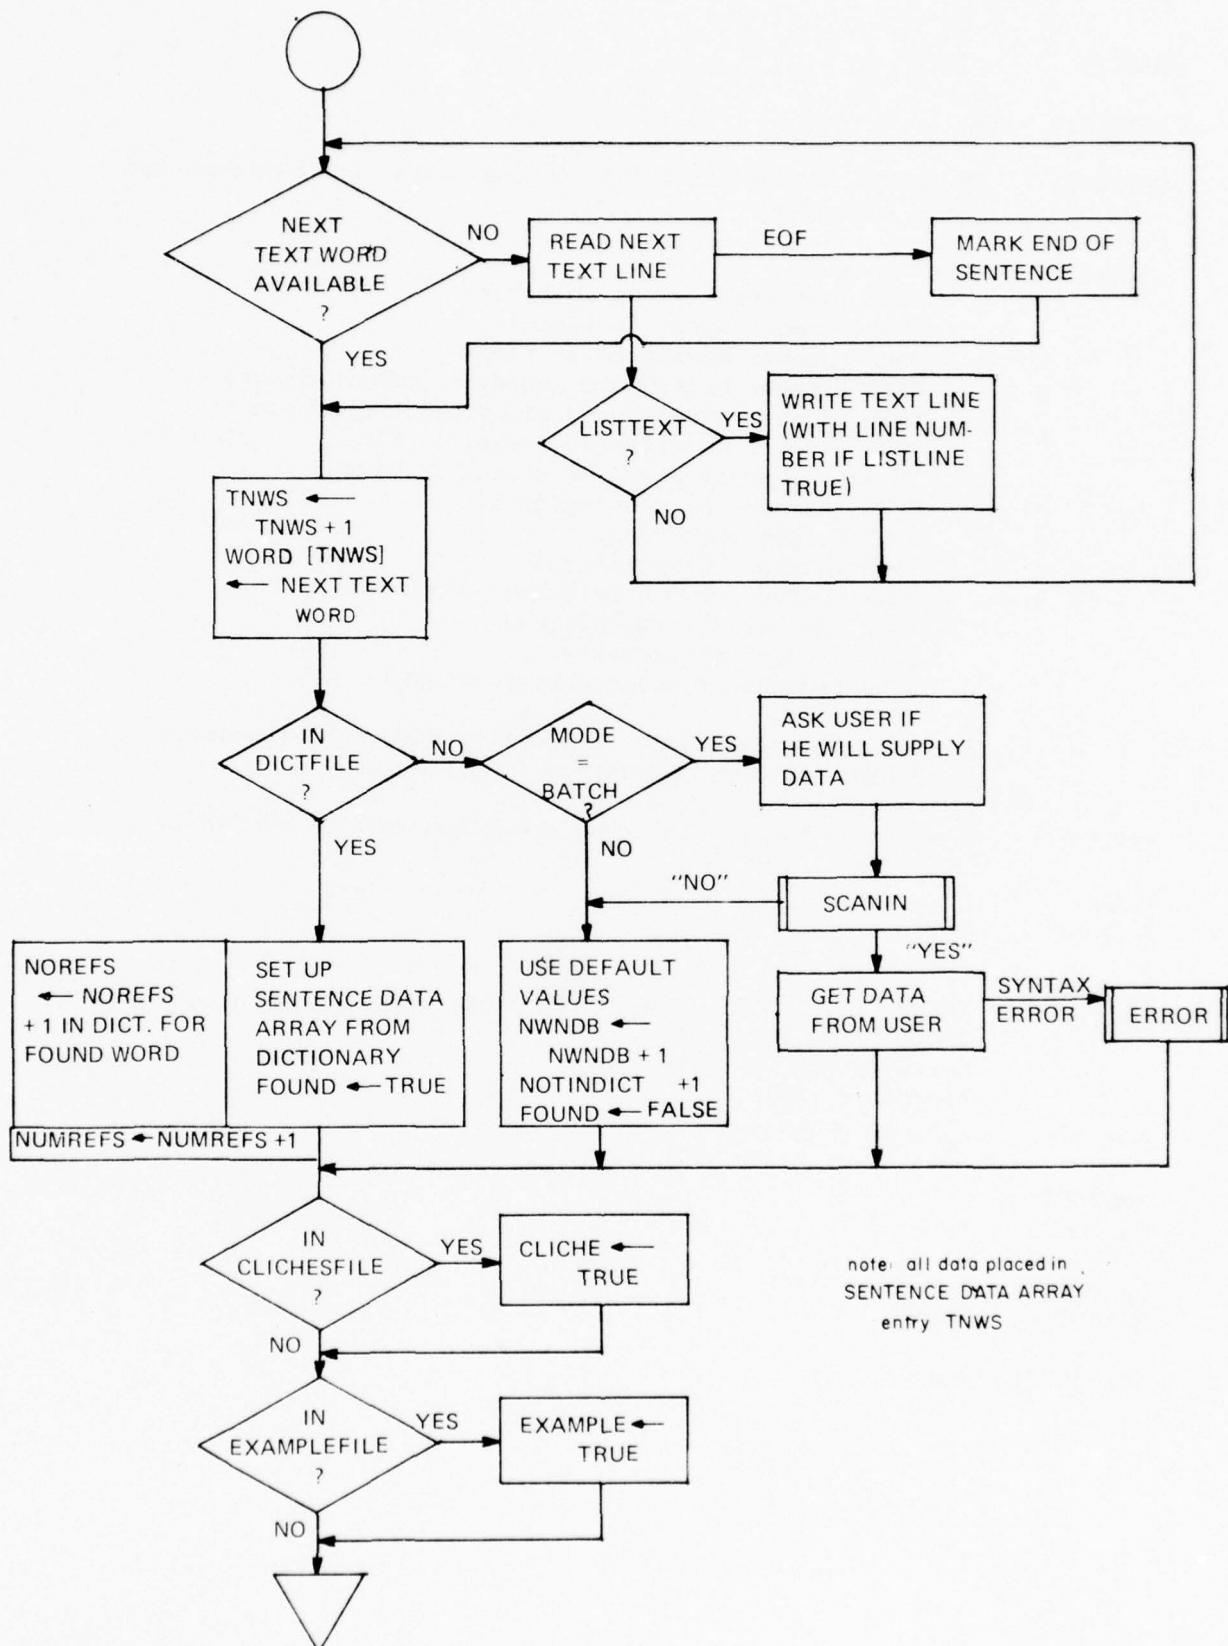 NEXT
TEXT WORD
AVAILABLE
?
NO
READ NEXT
TEXT LINE
EOF
MARK END OF
SENTENCE
YES
LISTTEXT
?
YES
WRITE TEXT LINE
(WITH LINE NUM-
BER IF LISTLINE
TRUE)
NO
TNWS ←
TNWS + 1
WORD [TNWS]
← NEXT TEXT
WORD
IN
DICTFILE
?
NO
MODE
=
BATCH
?
YES
ASK USER IF
HE WILL SUPPLY
DATA
YES
NO
"NO"
SCANIN
"YES"
NOREFS
← NOREFS
+ 1 IN DICT. FOR
FOUND WORD
SET UP
SENTENCE DATA
ARRAY FROM
DICTIONARY
FOUND ← TRUE
USE DEFAULT
VALUES
NWNDB ←
NWNDB + 1
NOTINDICT +1
FOUND ← FALSE
GET DATA
FROM USER
SYNTAX
ERROR
ERROR
NUMREFS ← NUMREFS +1
IN
CLICHESFILE
?
YES
CLICHE ←
TRUE
NO
note: all data placed in
SENTENCE DATA ARRAY
entry TNWS
IN
EXAMPLEFILE
?
YES
EXAMPLE ←
TRUE
NO